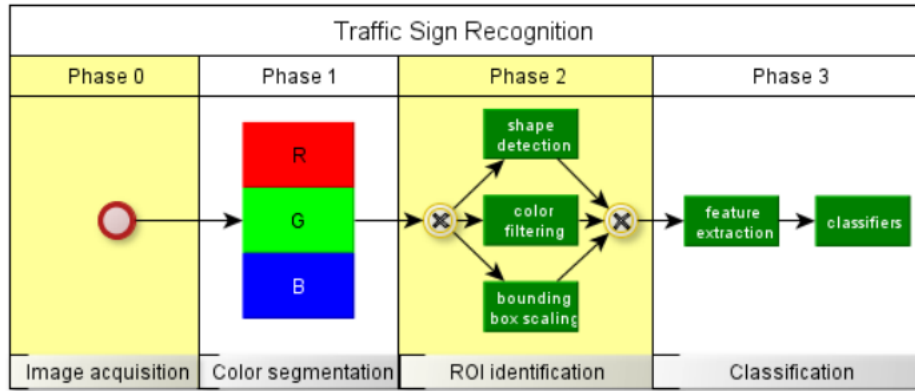 Traffic Sign Recognition
Phase 0
Phase 1
Phase 2
Phase 3
R
G
B
shape
detection
color
filtering
bounding
box scaling
feature
extraction
classifiers
Image acquisition
Color segmentation
ROI identification
Classification